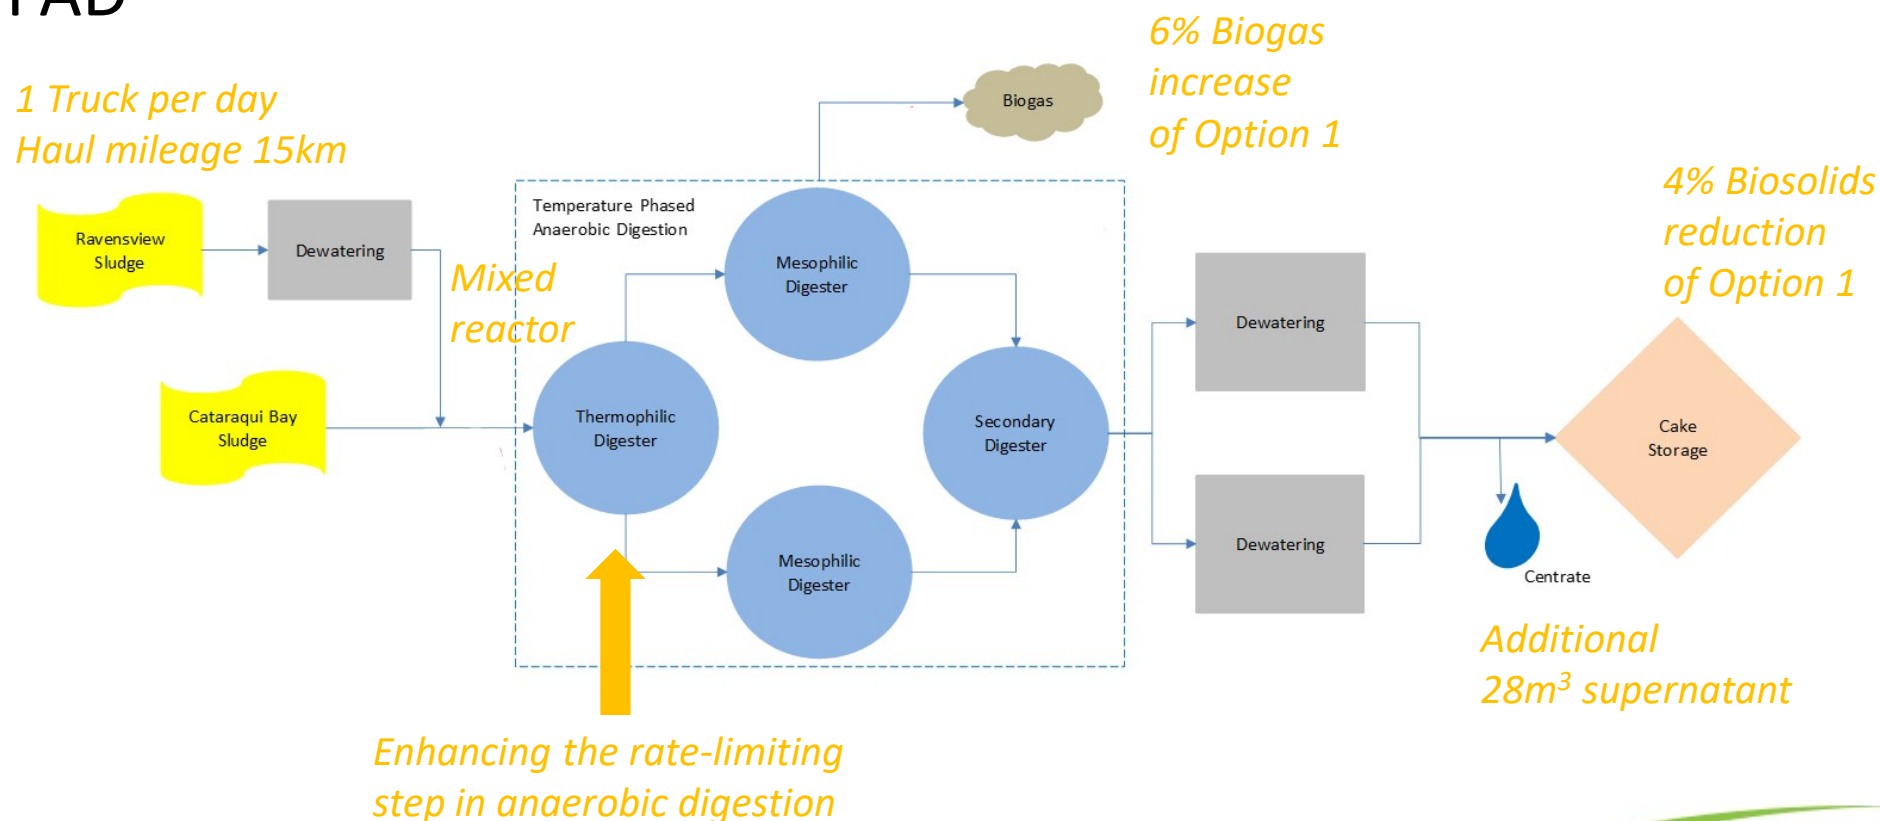 PAD
1 Truck per day
Haul mileage 15km
6% Biogas
increase
of Option 1
Biogas
4% Biosolids
reduction
of Option 1
Ravensview
Sludge
Dewatering
Temperature Phased
Anaerobic Digestion
Mixed
reactor
Mesophilic
Digester
Dewatering
Cataraqui Bay
Sludge
Thermophilic
Digester
Secondary
Digester
Cake
Storage
Mesophilic
Digester
Dewatering
Centrate
Additional
28m³ supernatant
Enhancing the rate-limiting
step in anaerobic digestion